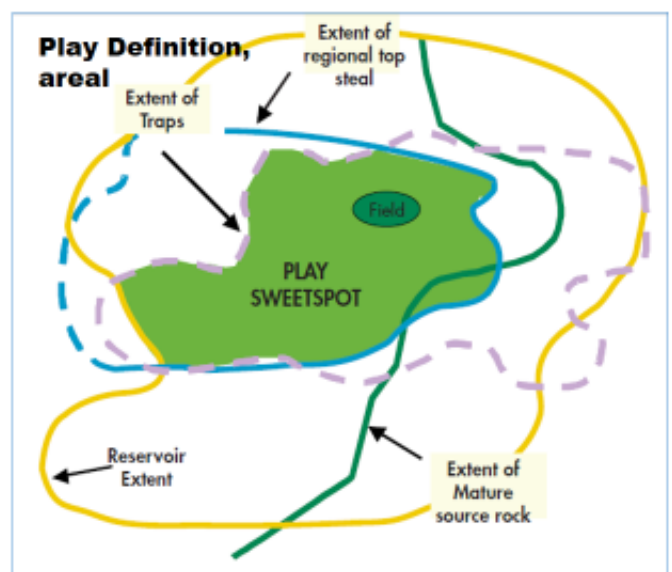 Play Definition,
areal
Extent of
regional top
steal
Extent of
Traps
Field
PLAY
SWEETSPOT
Reservoir
Extent
Extent of
Mature
source rock